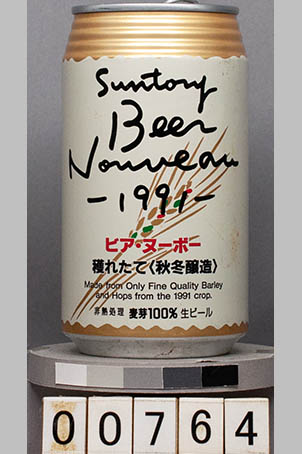 Suntory
Beer
Nouveau
-1991-
ビア・ヌーボー
穫れたて〈秋冬醸造〉
Made from Only Fine Quality Barley
and Hops from the 1991 crop.
非熱処理 麦芽100% 生ビール
00764